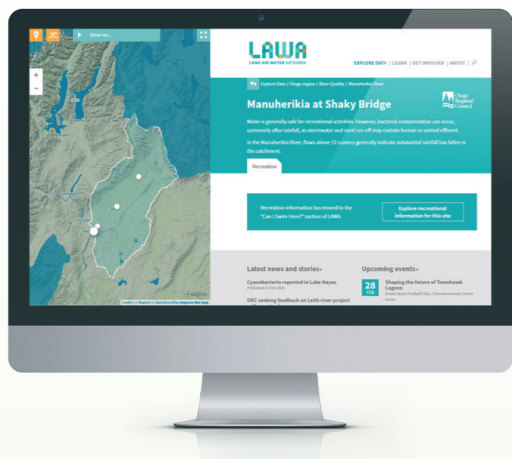 Show me...
LAWA
LAND AIR WATER AOTEAROA
EXPLORE DATA | LEARN | GET INVOLVED | ABOUT |
Explore Data / Otago region / River Quality / Manuherikia River
Manuherikia at Shaky Bridge
Otago
Regional
Council
Water is generally safe for recreational activities. However, bacterial contamination can occur,
commonly after rainfall, as stormwater and rural run-off may contain human or animal effluent.
In the Manuherikia River, flows above 12 cumecs generally indicate substantial rainfall has fallen in
the catchment.
Recreation
Recreation information has moved to the
"Can I Swim Here?" section of LAWA
Explore recreational
information for this site
Latest news and stories»
Cyanobacteria reported in Lake Hayes
ORC seeking feedback on Leith river project
Upcoming events»
28
FEB
Shaping the future of Tomahawk
Lagoon
+
−